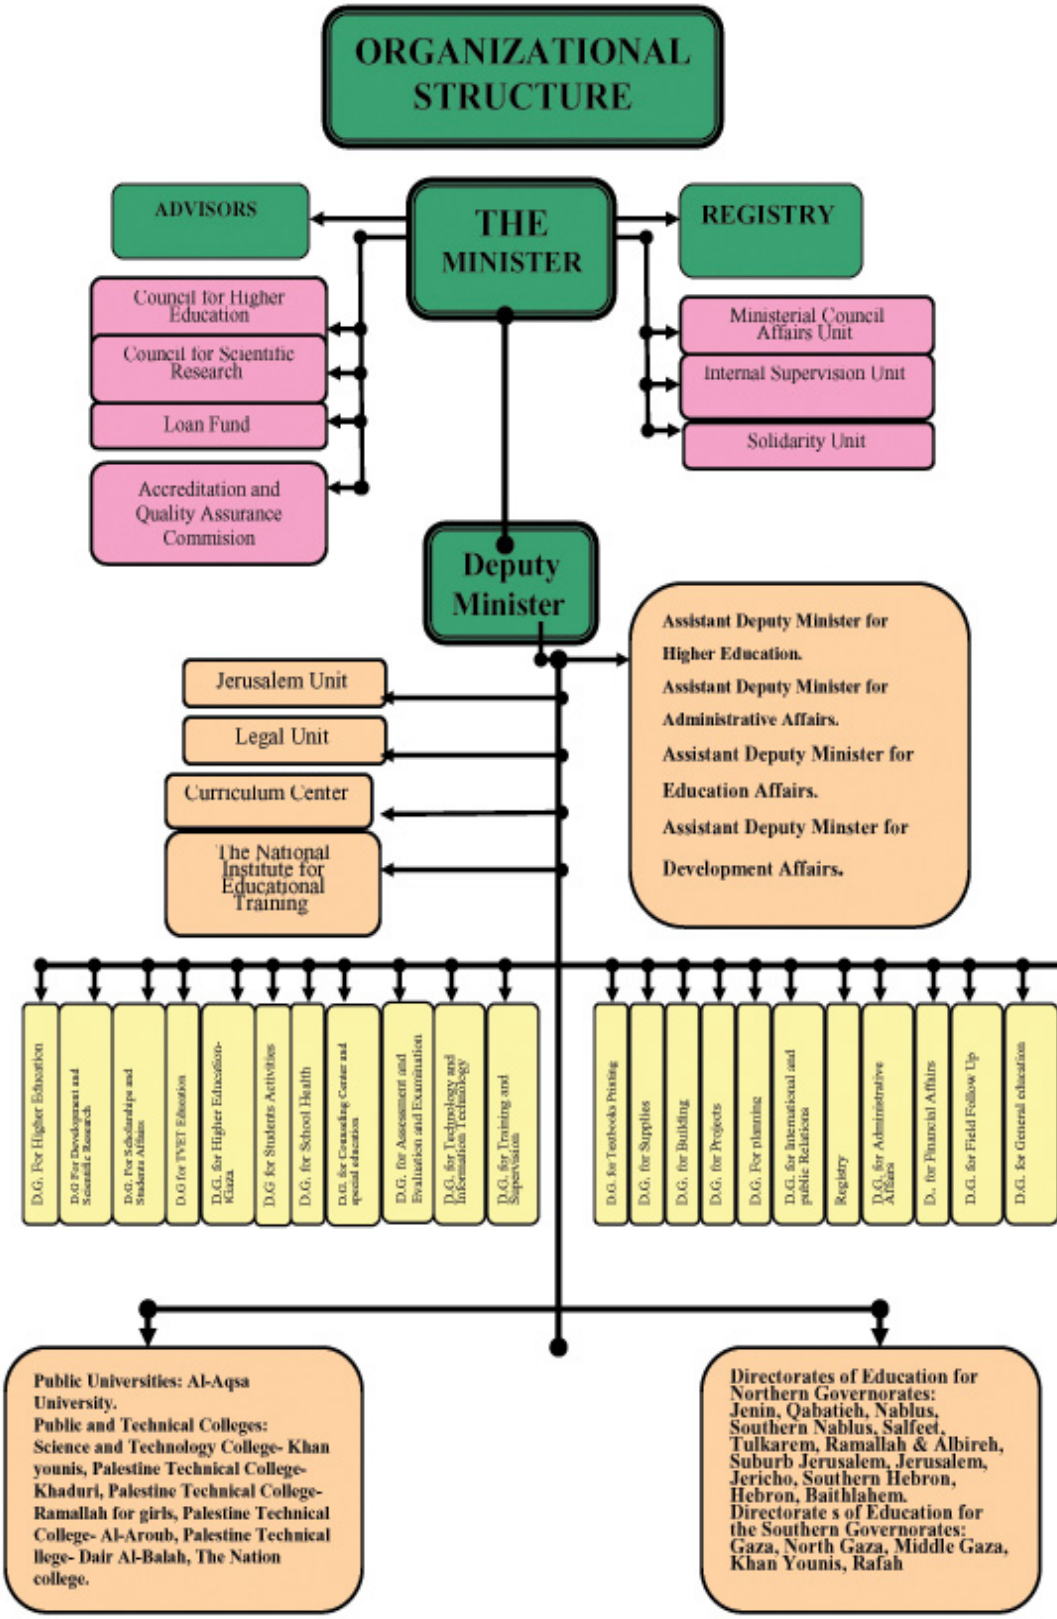 ORGANIZATIONAL
STRUCTURE
ADVISORS
THE
MINISTER
REGISTRY
Council for Higher
Education
Council for Scientific
Research
Loan Fund
Accreditation and
Quality Assurance
Commision
Ministerial Council
Affairs Unit
Internal Supervision Unit
Solidarity Unit
Deputy
Minister
Assistant Deputy Minister for
Higher Education.
Assistant Deputy Minister for
Administrative Affairs.
Assistant Deputy Minister for
Education Affairs.
Assistant Deputy Minster for
Development Affairs.
Jerusalem Unit
Legal Unit
Curriculum Center
The National
Institute for
Educational
Training
D.G. For Higher Education
D.G For Development and
Scientific Research
D.G. For Scholarships and
Students Affairs
D.G for TVET Education
D.G. for Higher Education-
Gaza
D.G for Students Activities
D.G. for School Health
D.G. for Counseling Center and
special education
D.G. for Assessment and
Evaluation and Examination
D.G. for Technology and
Information Technology
D.G. for Training and
Supervision
D.G. for Textbooks Printing
D.G. for Supplies
D.G. for Building
D.G. for Projects
D.G. For planning
D.G. for International and
public Relations
Registry
D.G. for Administrative
Affairs
D.. for Financial Affairs
D.G. for Field Follow Up
D.G. for General education
Public Universities: Al-Aqsa
University.
Public and Technical Colleges:
Science and Technology College- Khan
younis, Palestine Technical College-
Khaduri, Palestine Technical College-
Ramallah for girls, Palestine Technical
College- Al-Aroub, Palestine Technical
llege- Dair Al-Balah, The Nation
college.
Directorates of Education for
Northern Governorates:
Jenin, Qabatieh, Nablus,
Southern Nablus, Salfeet,
Tulkarem, Ramallah & Albireh,
Suburb Jerusalem, Jerusalem,
Jericho, Southern Hebron,
Hebron, Baithlahem.
Directorate s of Education for
the Southern Governorates:
Gaza, North Gaza, Middle Gaza,
Khan Younis, Rafah